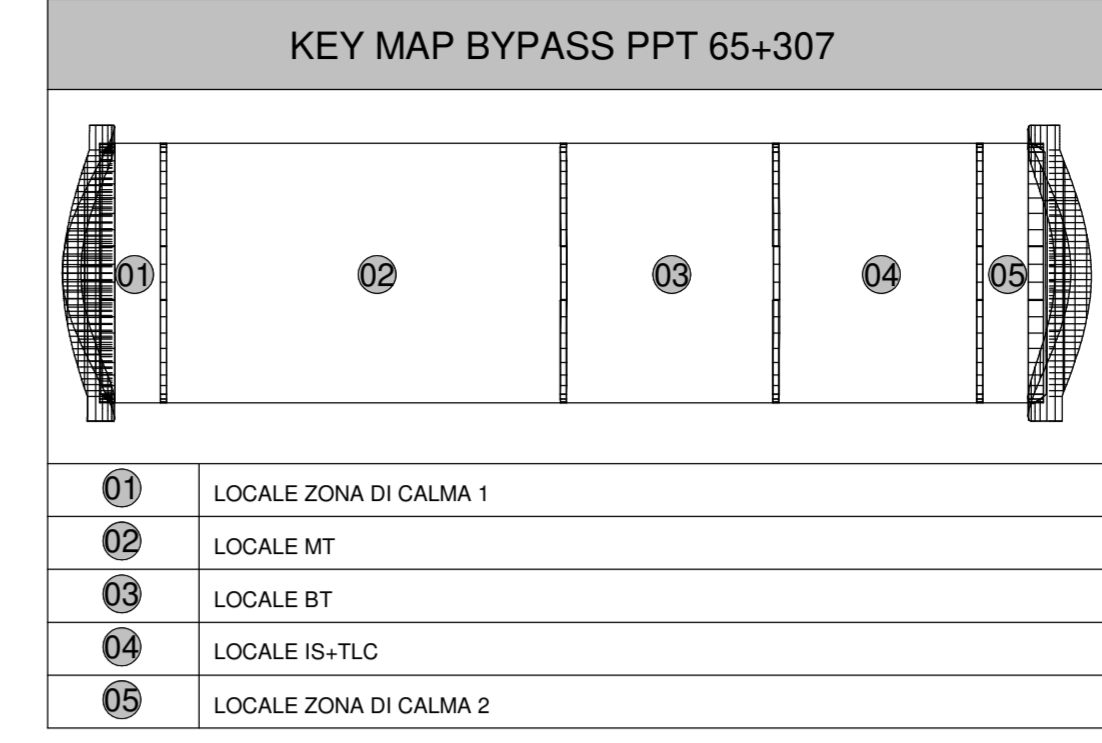 KEY MAP BYPASS PPT 65+307
01 02 03 04 05
01 LOCALE ZONA DI CALMA 1
02 LOCALE MT
03 LOCALE BT
04 LOCALE IS+TLC
05 LOCALE ZONA DI CALMA 2